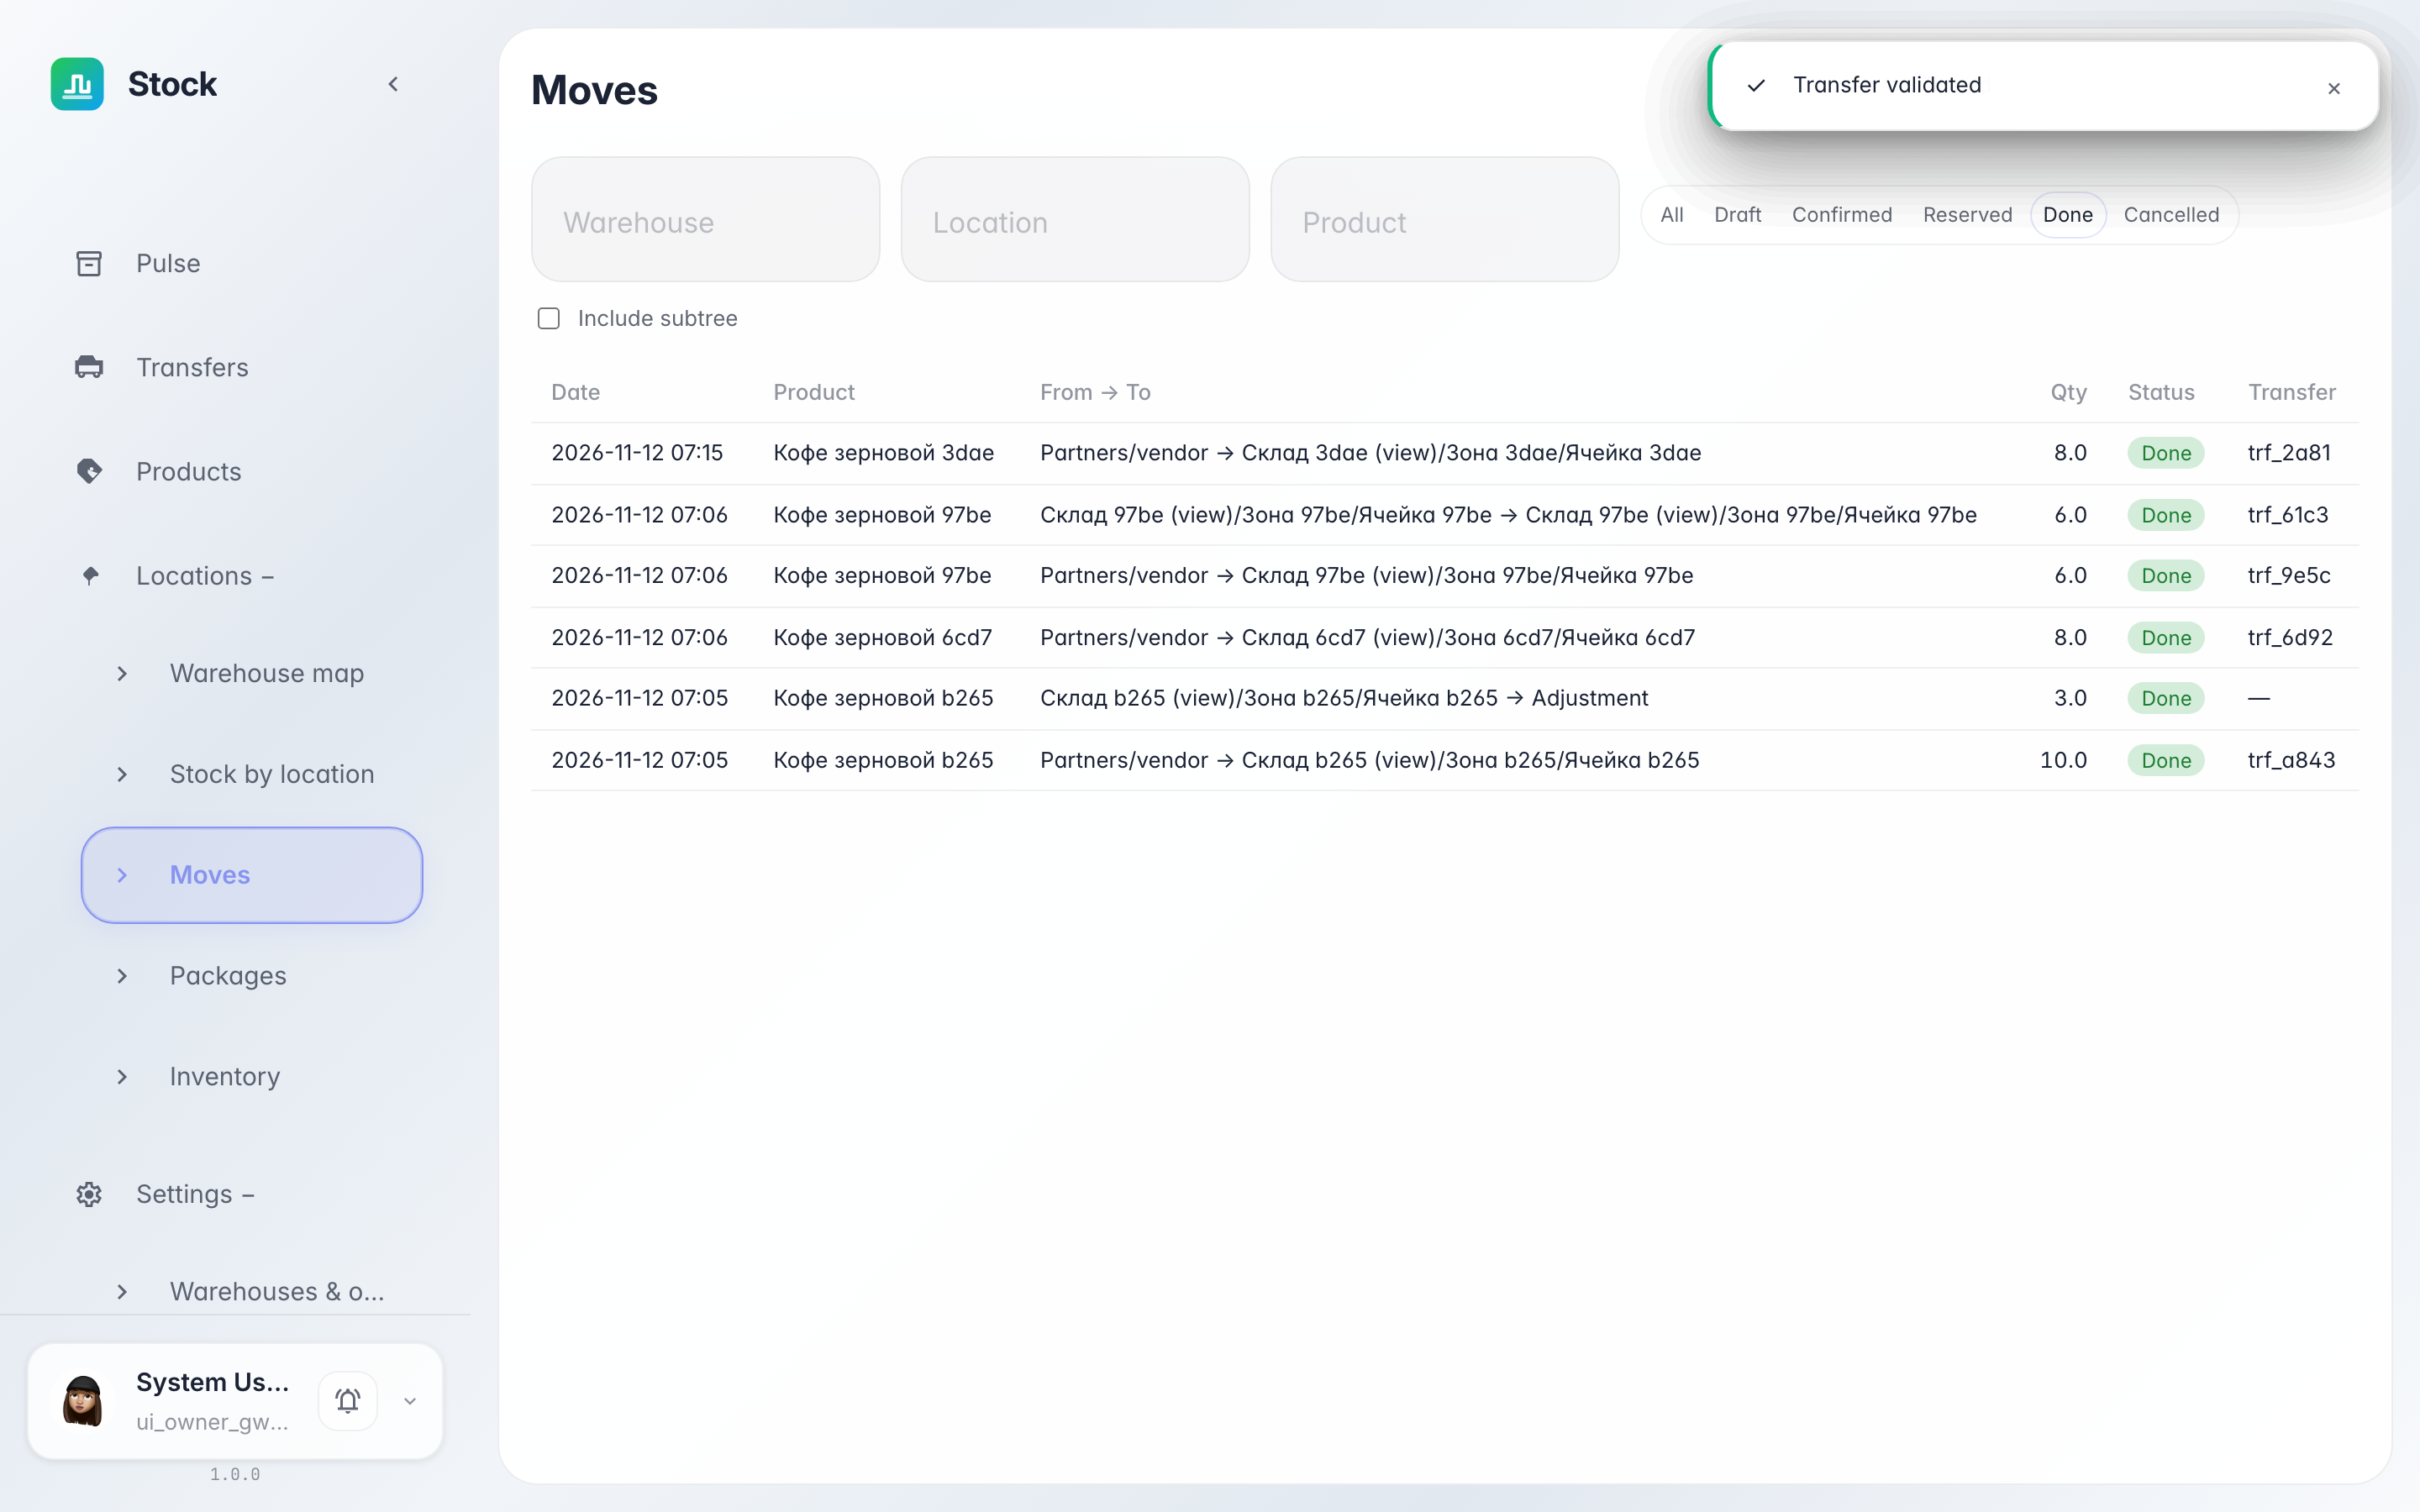 Stock
Pulse
Transfers
Products
Locations –
Warehouse map
Stock by location
Moves
Packages
Inventory
Settings –
Warehouses & o...
System Us...
ui_owner_gw...
1.0.0
Moves
Transfer validated
Warehouse
Location
Product
All Draft Confirmed Reserved Done Cancelled
Include subtree
Date Product From → To Qty Status Transfer
2026-11-12 07:15 Кофе зерновой 3dae Partners/vendor → Склад 3dae (view)/Зона 3dae/Ячейка 3dae 8.0 Done trf_2a81
2026-11-12 07:06 Кофе зерновой 97be Склад 97be (view)/Зона 97be/Ячейка 97be → Склад 97be (view)/Зона 97be/Ячейка 97be 6.0 Done trf_61c3
2026-11-12 07:06 Кофе зерновой 97be Partners/vendor → Склад 97be (view)/Зона 97be/Ячейка 97be 6.0 Done trf_9e5c
2026-11-12 07:06 Кофе зерновой 6cd7 Partners/vendor → Склад 6cd7 (view)/Зона 6cd7/Ячейка 6cd7 8.0 Done trf_6d92
2026-11-12 07:05 Кофе зерновой b265 Склад b265 (view)/Зона b265/Ячейка b265 → Adjustment 3.0 Done —
2026-11-12 07:05 Кофе зерновой b265 Partners/vendor → Склад b265 (view)/Зона b265/Ячейка b265 10.0 Done trf_a843